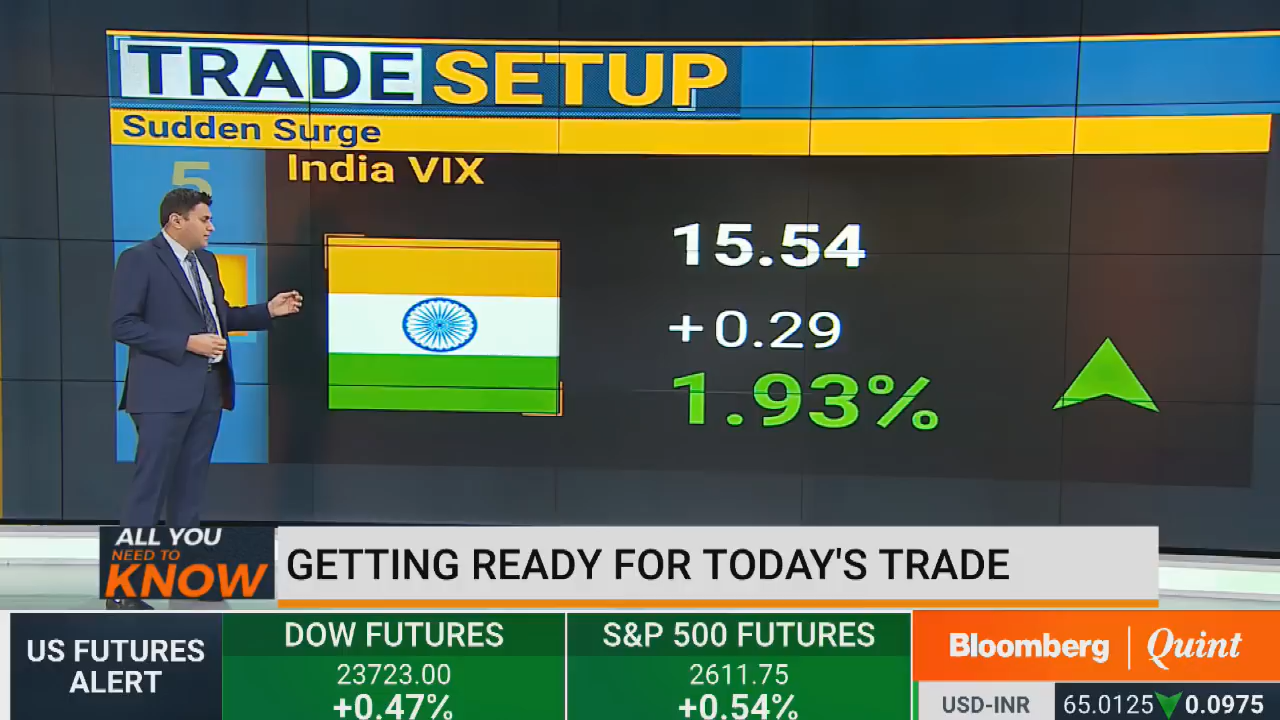 TRADE SETUP
Sudden Surge
5
India VIX
15.54
+0.29
1.93%
ALL YOU
NEED TO
KNOW
GETTING READY FOR TODAY'S TRADE
US FUTURES
ALERT
DOW FUTURES
23723.00
+0.47%
S&P 500 FUTURES
2611.75
+0.54%
Bloomberg | Quint
USD-INR
65.0125 0.0975